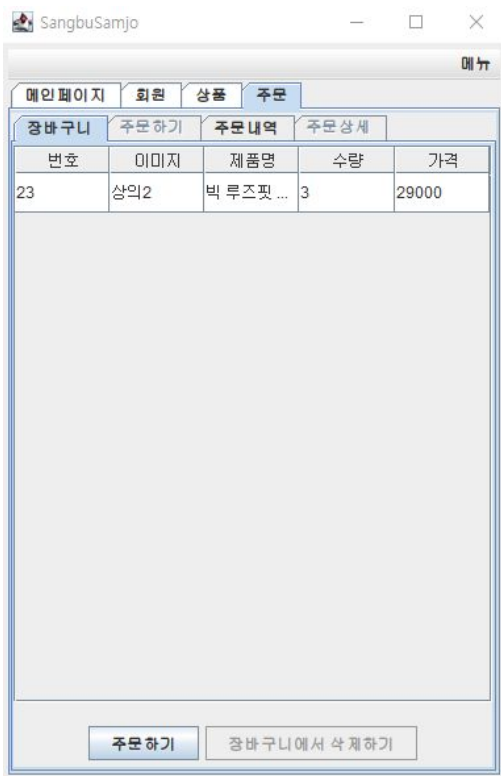 SangbuSamjo
메뉴
메인페이지 회원 상품 주문
장바구니 주문하기 주문내역 주문상세
번호 이미지 제품명 수량 가격
23 상의2 빅 루즈핏 ... 3 29000
주문하기 장바구니에서 삭제하기